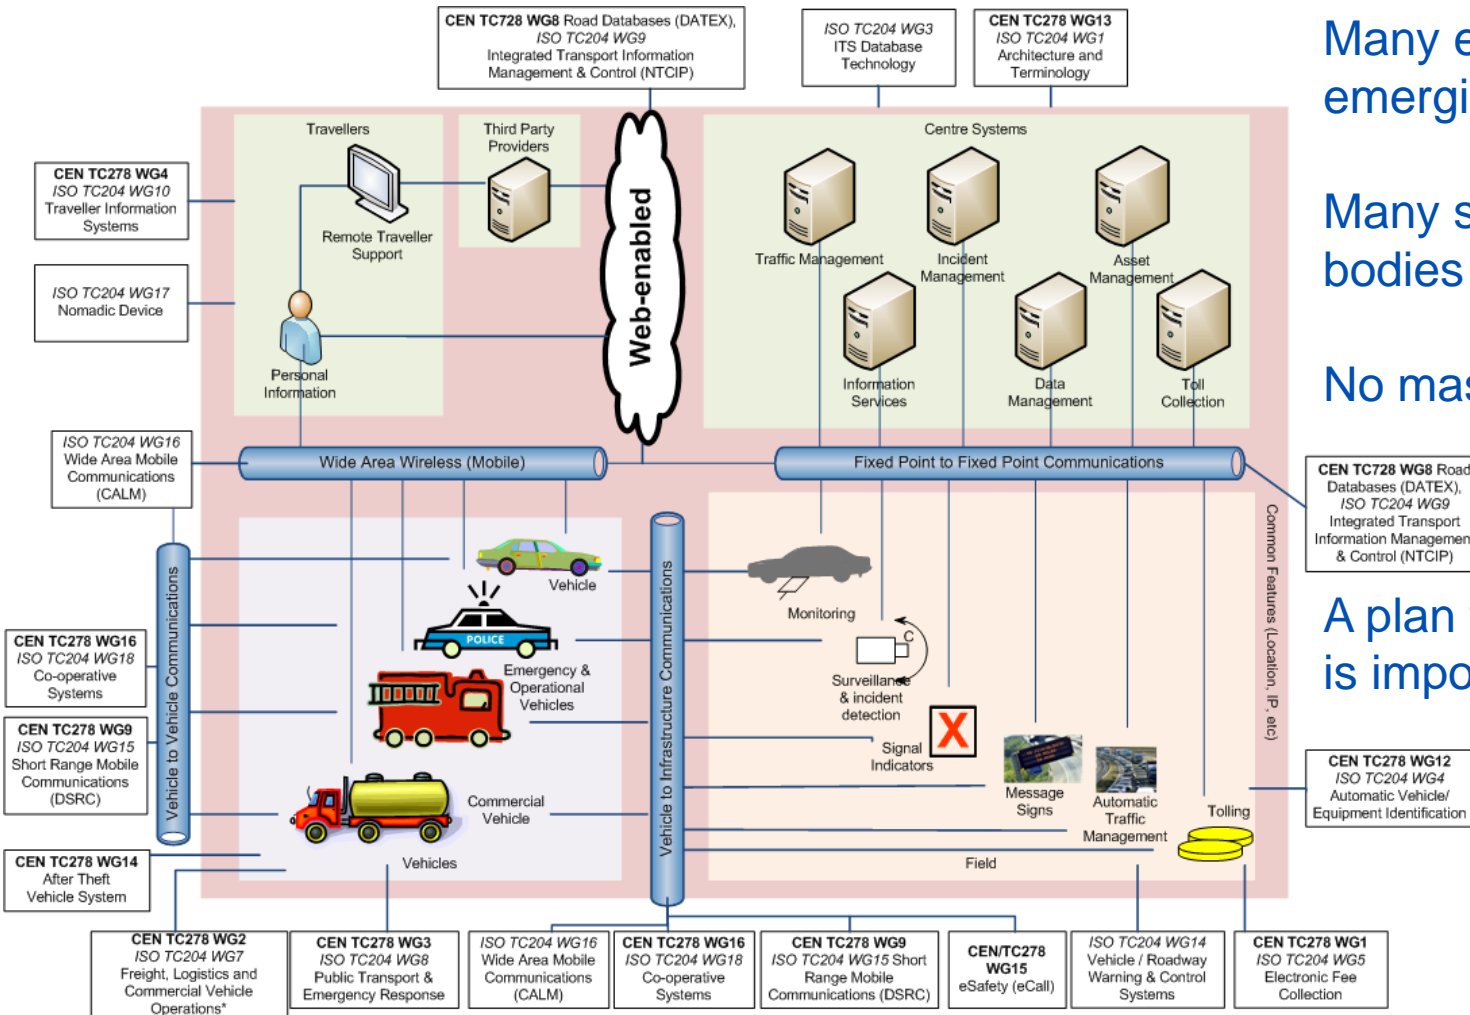 CEN TC728 WG8 Road Databases (DATEX),
ISO TC204 WG9
Integrated Transport Information
Management & Control (NTCIP)
ISO TC204 WG3
ITS Database
Technology
CEN TC278 WG13
ISO TC204 WG1
Architecture and
Terminology
Many e
emergi
Many s
bodies
No mas
A plan
is impo
Travellers
Third Party
Providers
Centre Systems
CEN TC278 WG4
ISO TC204 WG10
Traveller Information
Systems
ISO TC204 WG17
Nomadic Device
Remote Traveller
Support
Personal
Information
Web-enabled
Traffic Management
Incident
Management
Asset
Management
Information
Services
Data
Management
Toll
Collection
ISO TC204 WG16
Wide Area Mobile
Communications
(CALM)
Wide Area Wireless (Mobile)
Fixed Point to Fixed Point Communications
CEN TC728 WG8 Road
Databases (DATEX),
ISO TC204 WG9
Integrated Transport
Information Managemen
& Control (NTCIP)
Vehicle to Vehicle Communications
Vehicle to Infrastructure Communications
Common Features (Location, IP, etc)
Vehicle
POLICE
Emergency &
Operational
Vehicles
Commercial
Vehicle
Vehicles
Monitoring
C
Surveillance
& incident
detection
Signal
Indicators
X
Message
Signs
Automatic
Traffic
Management
Tolling
Field
CEN TC278 WG16
ISO TC204 WG18
Co-operative
Systems
CEN TC278 WG9
ISO TC204 WG15
Short Range Mobile
Communications
(DSRC)
CEN TC278 WG14
After Theft
Vehicle System
CEN TC278 WG12
ISO TC204 WG4
Automatic Vehicle/
Equipment Identification
CEN TC278 WG2
ISO TC204 WG7
Freight, Logistics and
Commercial Vehicle
Operations*
CEN TC278 WG3
ISO TC204 WG8
Public Transport &
Emergency Response
ISO TC204 WG16
Wide Area Mobile
Communications
(CALM)
CEN TC278 WG16
ISO TC204 WG18
Co-operative
Systems
CEN TC278 WG9
ISO TC204 WG15 Short
Range Mobile
Communications (DSRC)
CEN/TC278
WG15
eSafety (eCall)
ISO TC204 WG14
Vehicle / Roadway
Warning & Control
Systems
CEN TC278 WG1
ISO TC204 WG5
Electronic Fee
Collection